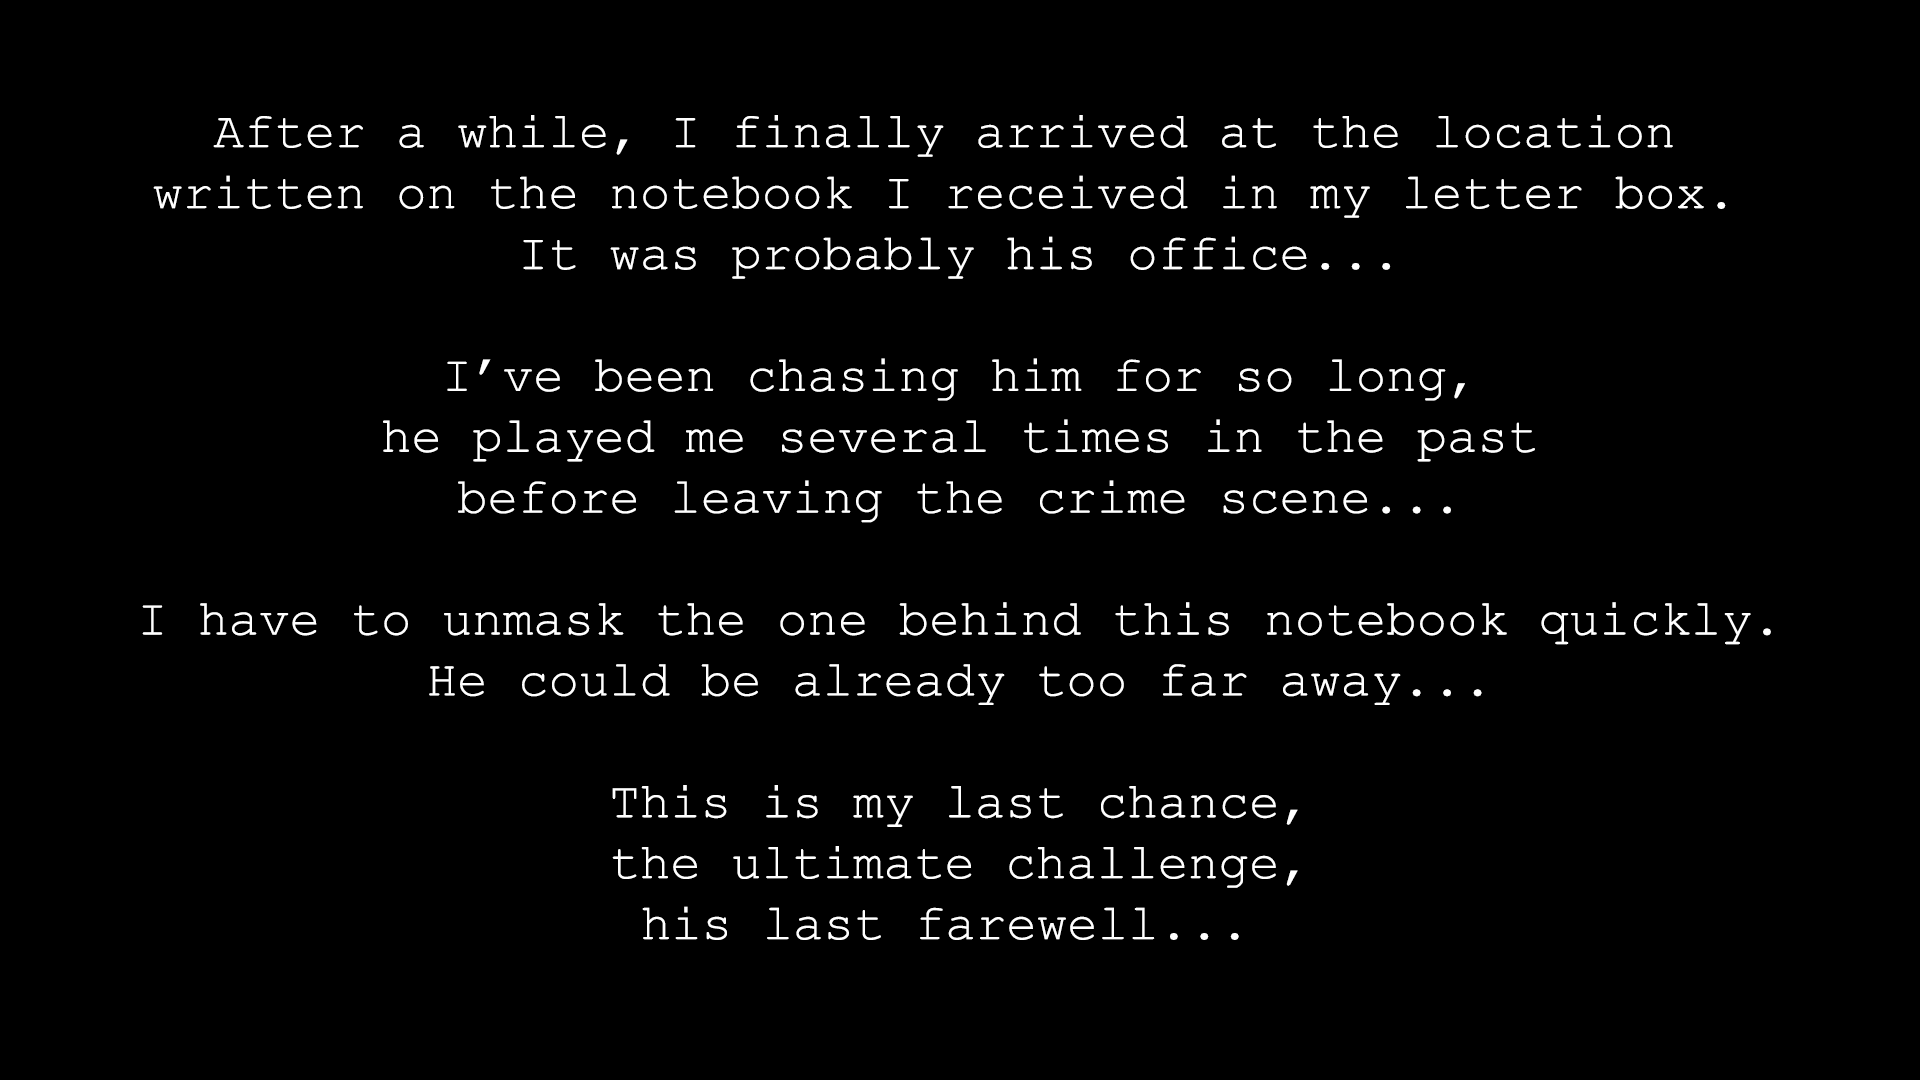 After a while, I finally arrived at the location
written on the notebook I received in my letter box.
It was probably his office...
I’ve been chasing him for so long,
he played me several times in the past
before leaving the crime scene...
I have to unmask the one behind this notebook quickly.
He could be already too far away...
This is my last chance,
the ultimate challenge,
his last farewell...